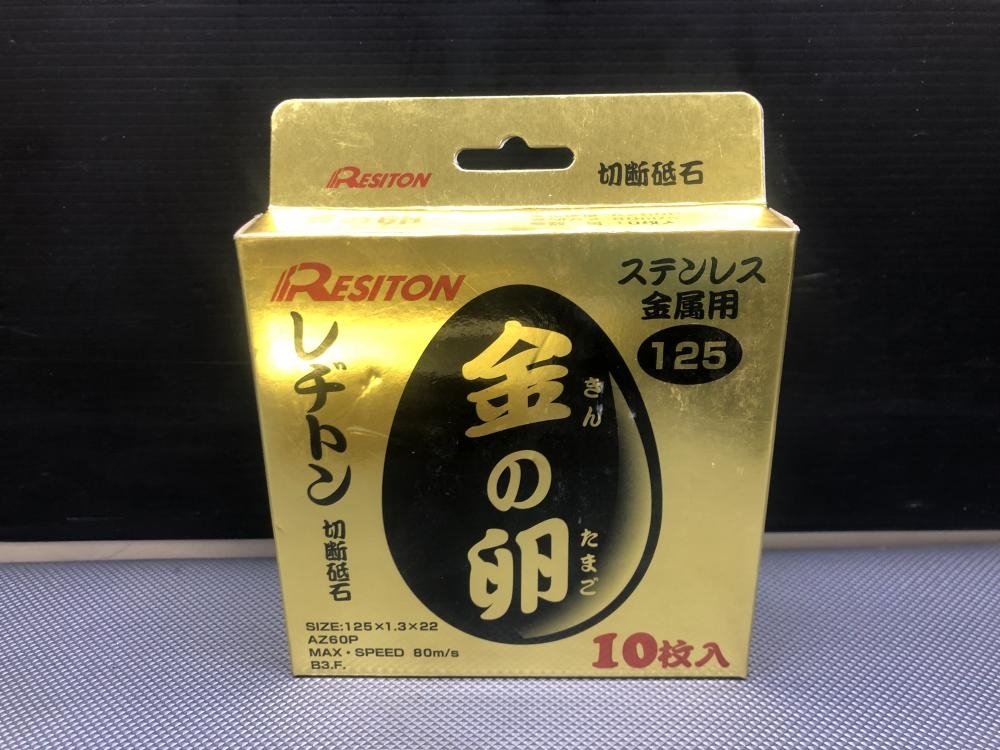 RESITON
切断砥石
RESITON
ステンレス
金属用
125
レヂトン
切断砥石
金の卵
きん
たまご
SIZE:125×1.3×22
AZ60P
MAX・SPEED 80m/s
B3.F.
10枚入